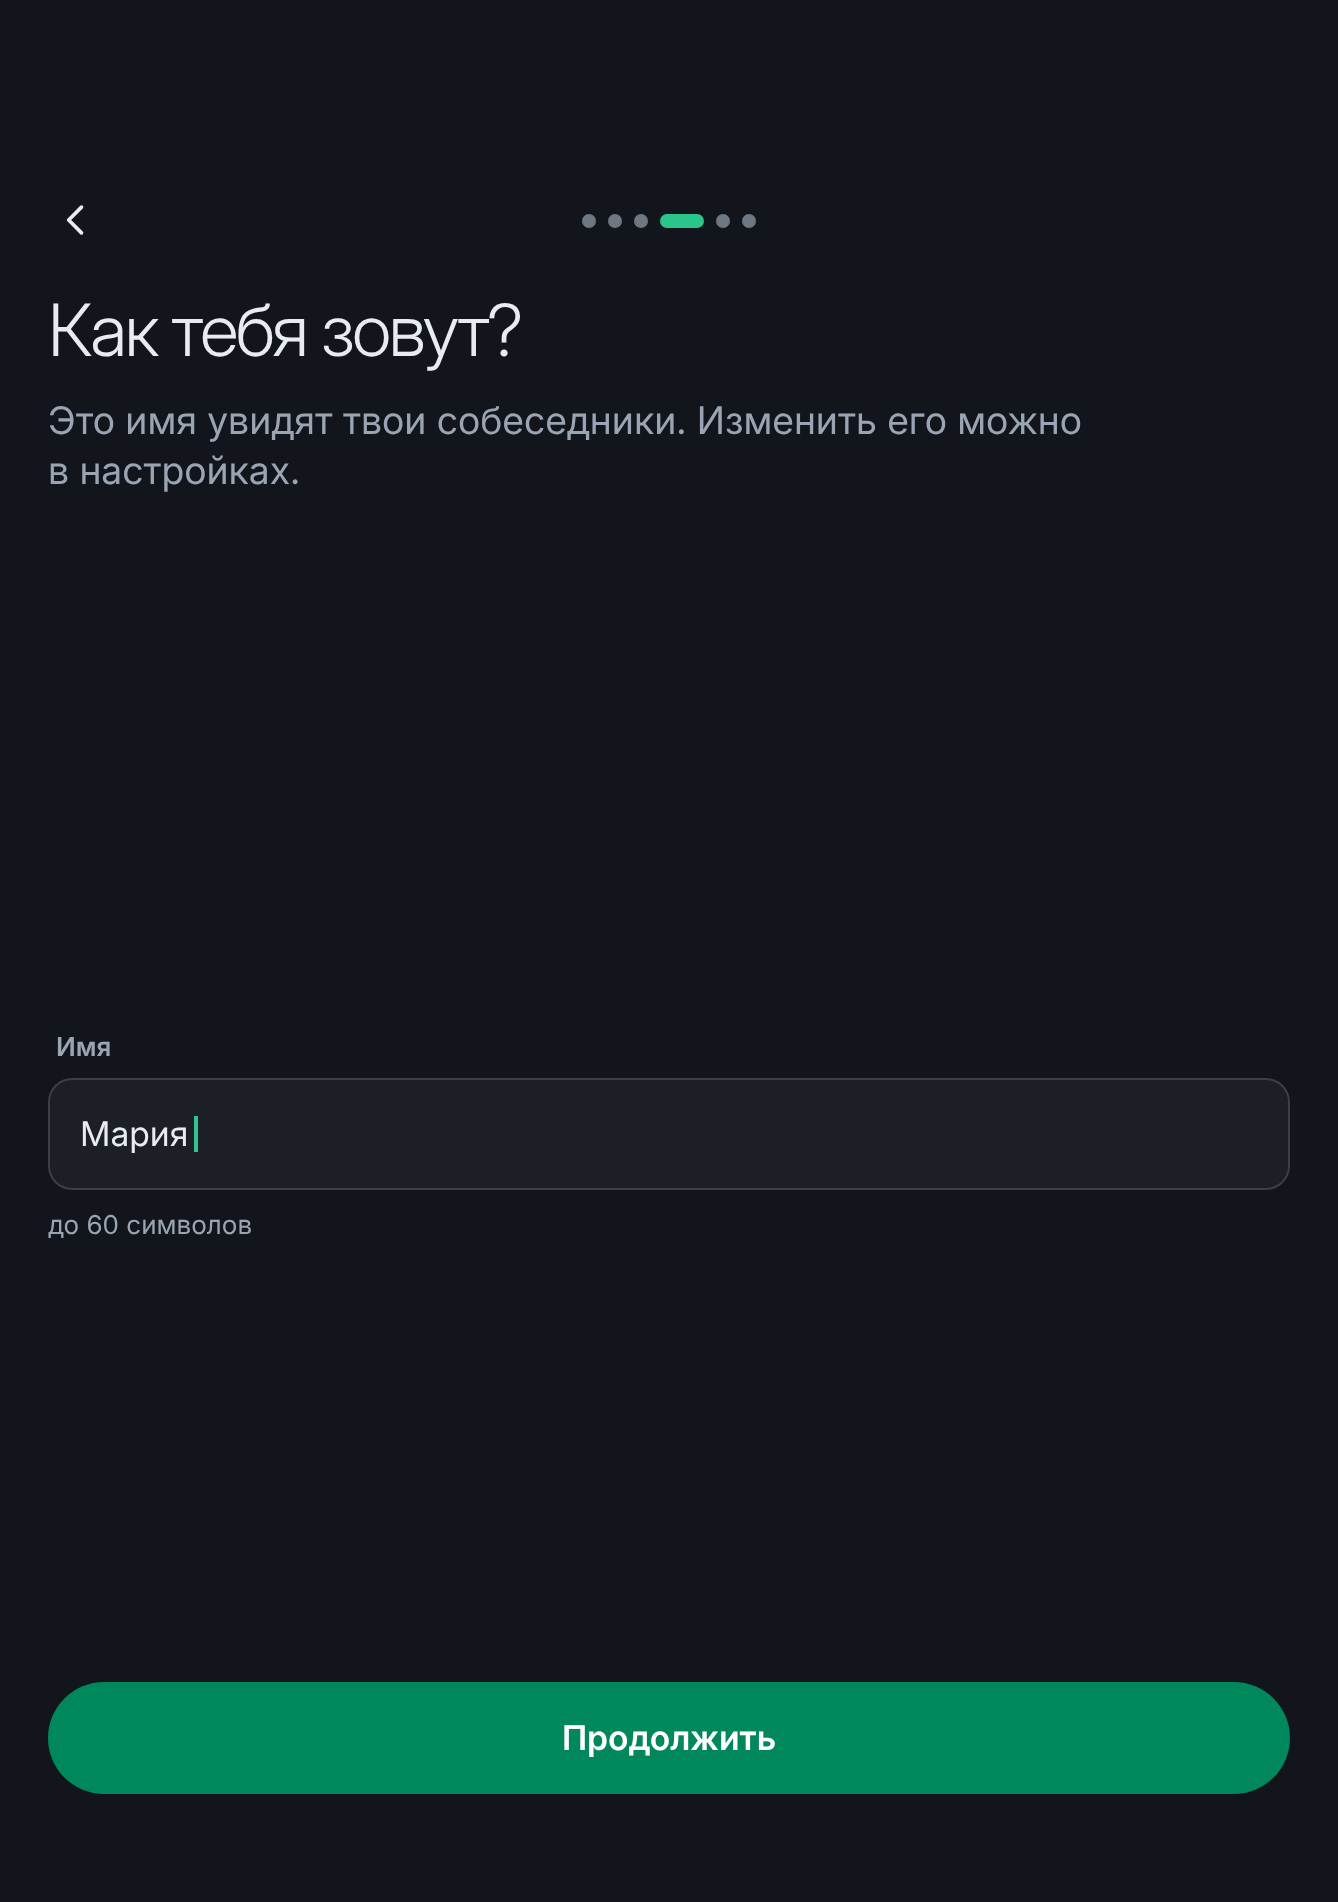 Как тебя зовут?
Это имя увидят твои собеседники. Изменить его можно
в настройках.
Имя
Мария
до 60 символов
Продолжить